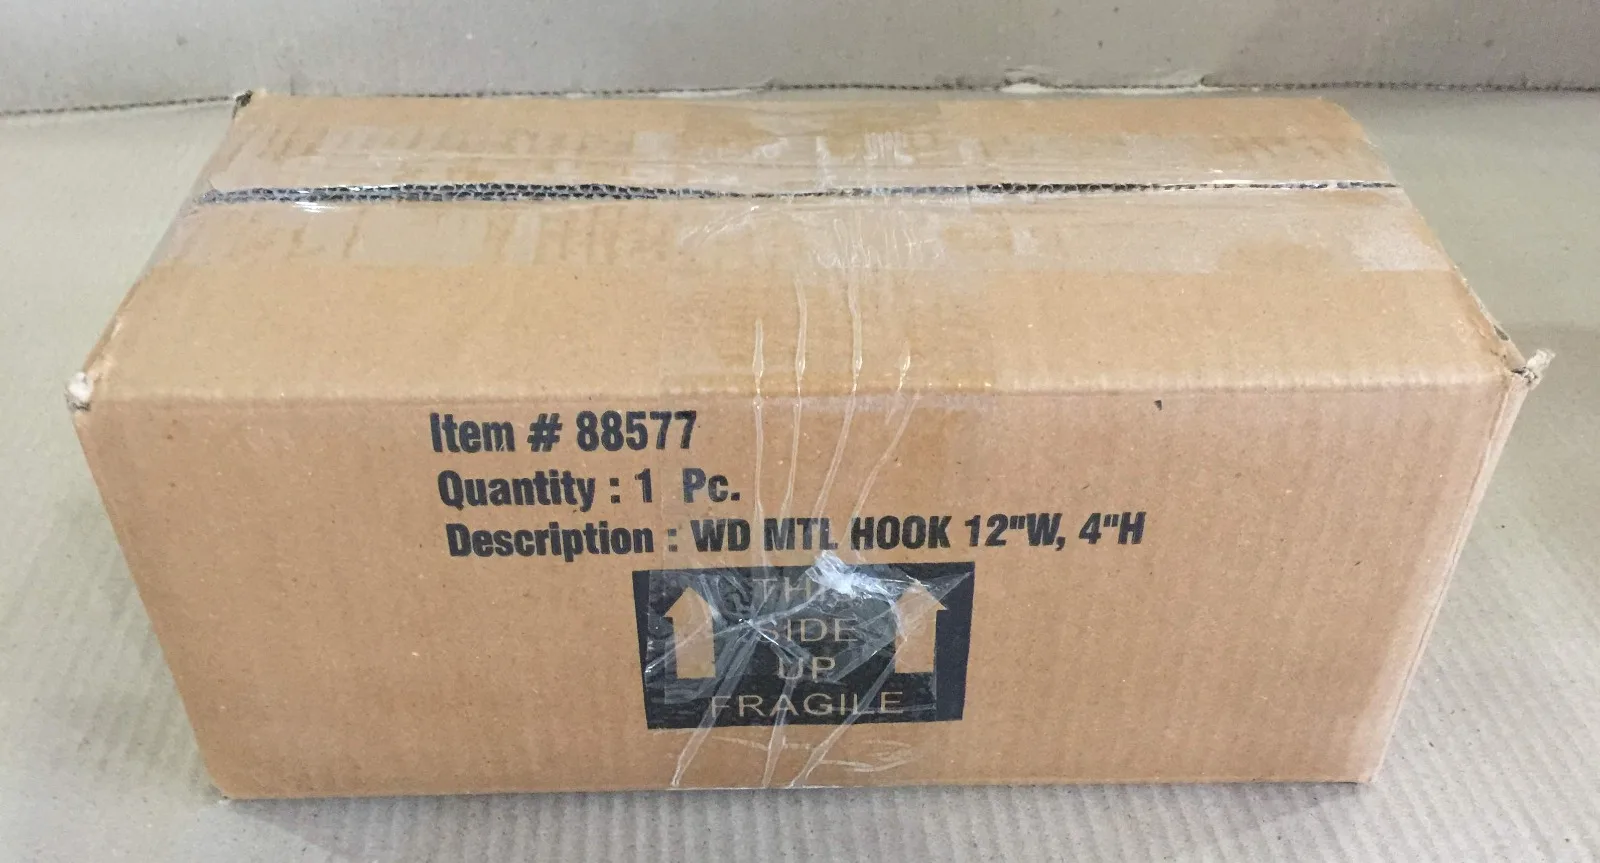 Item # 88577
Quantity : 1 Pc.
Description : WD MTL HOOK 12"W, 4"H
THIS
SIDE
UP
FRAGILE